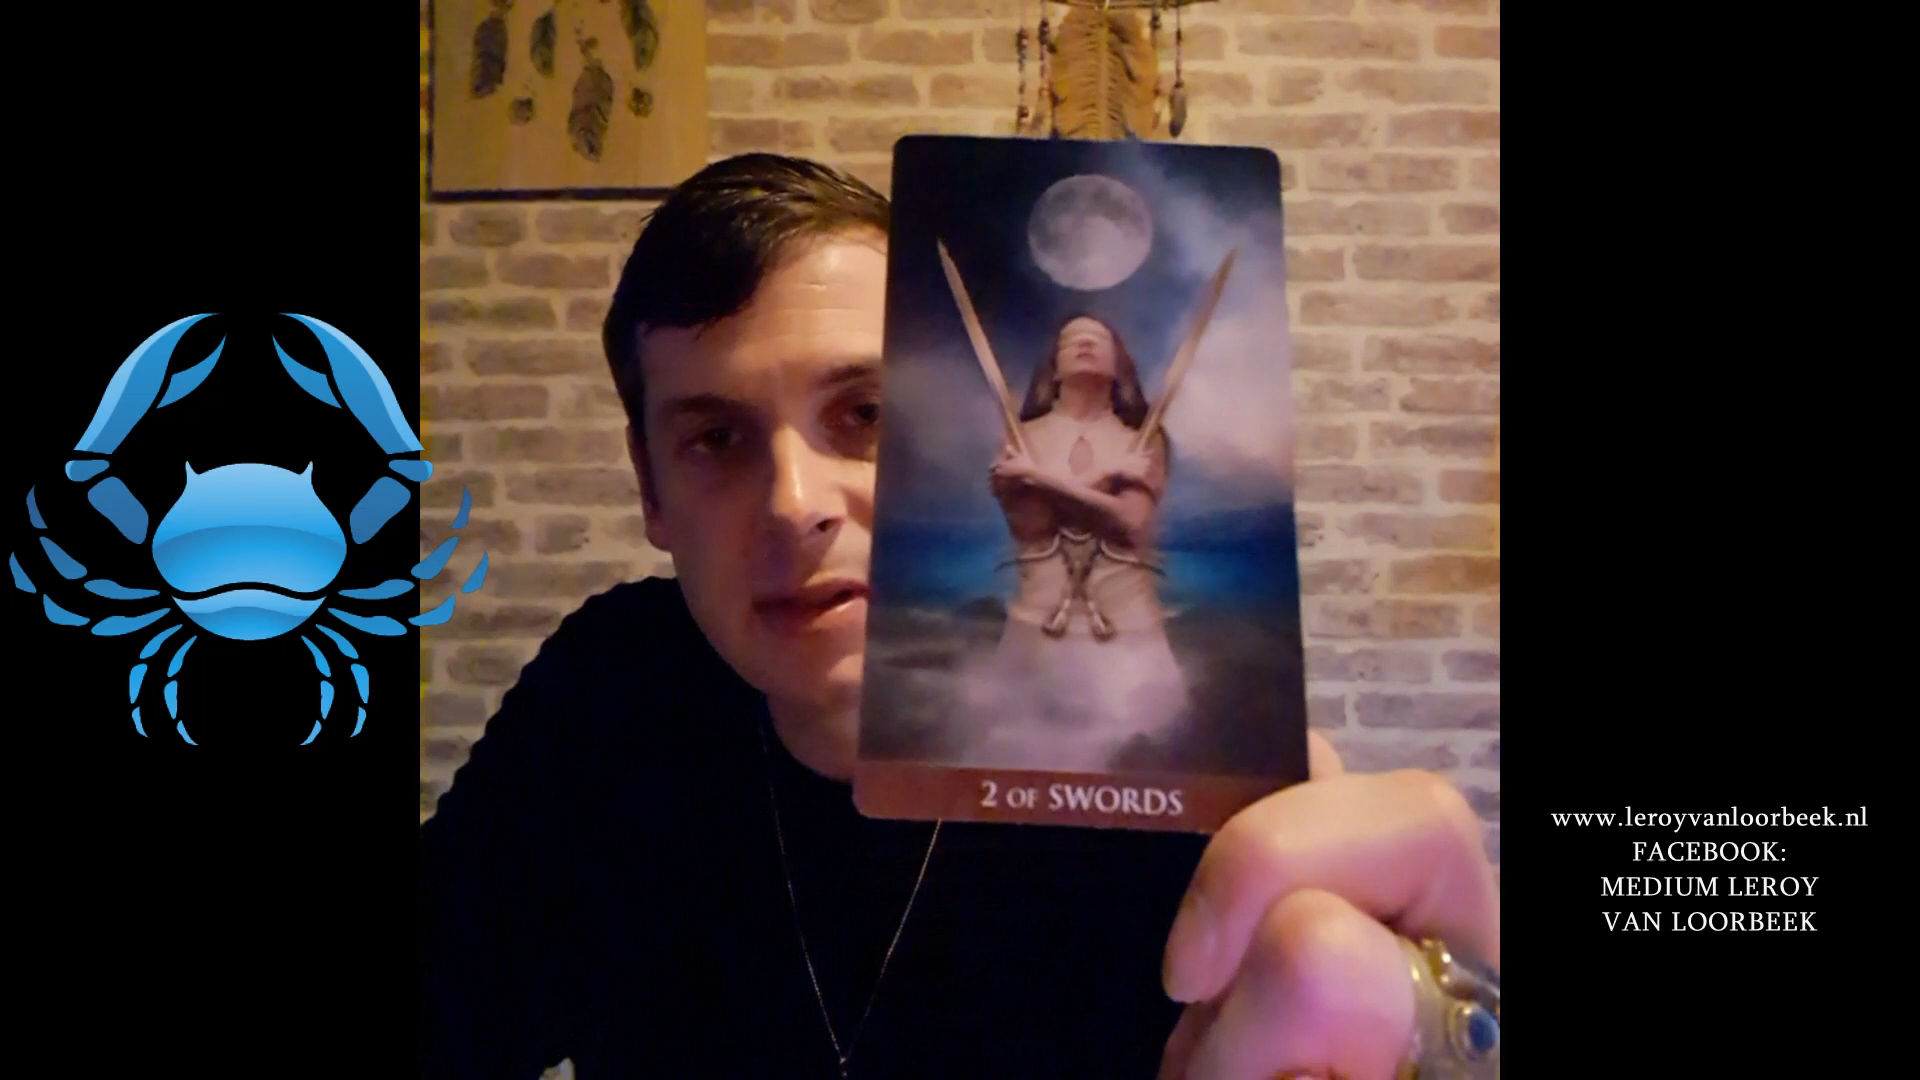 2 OF SWORDS
www.leroyvanloorbeek.nl
FACEBOOK:
MEDIUM LEROY
VAN LOORBEEK